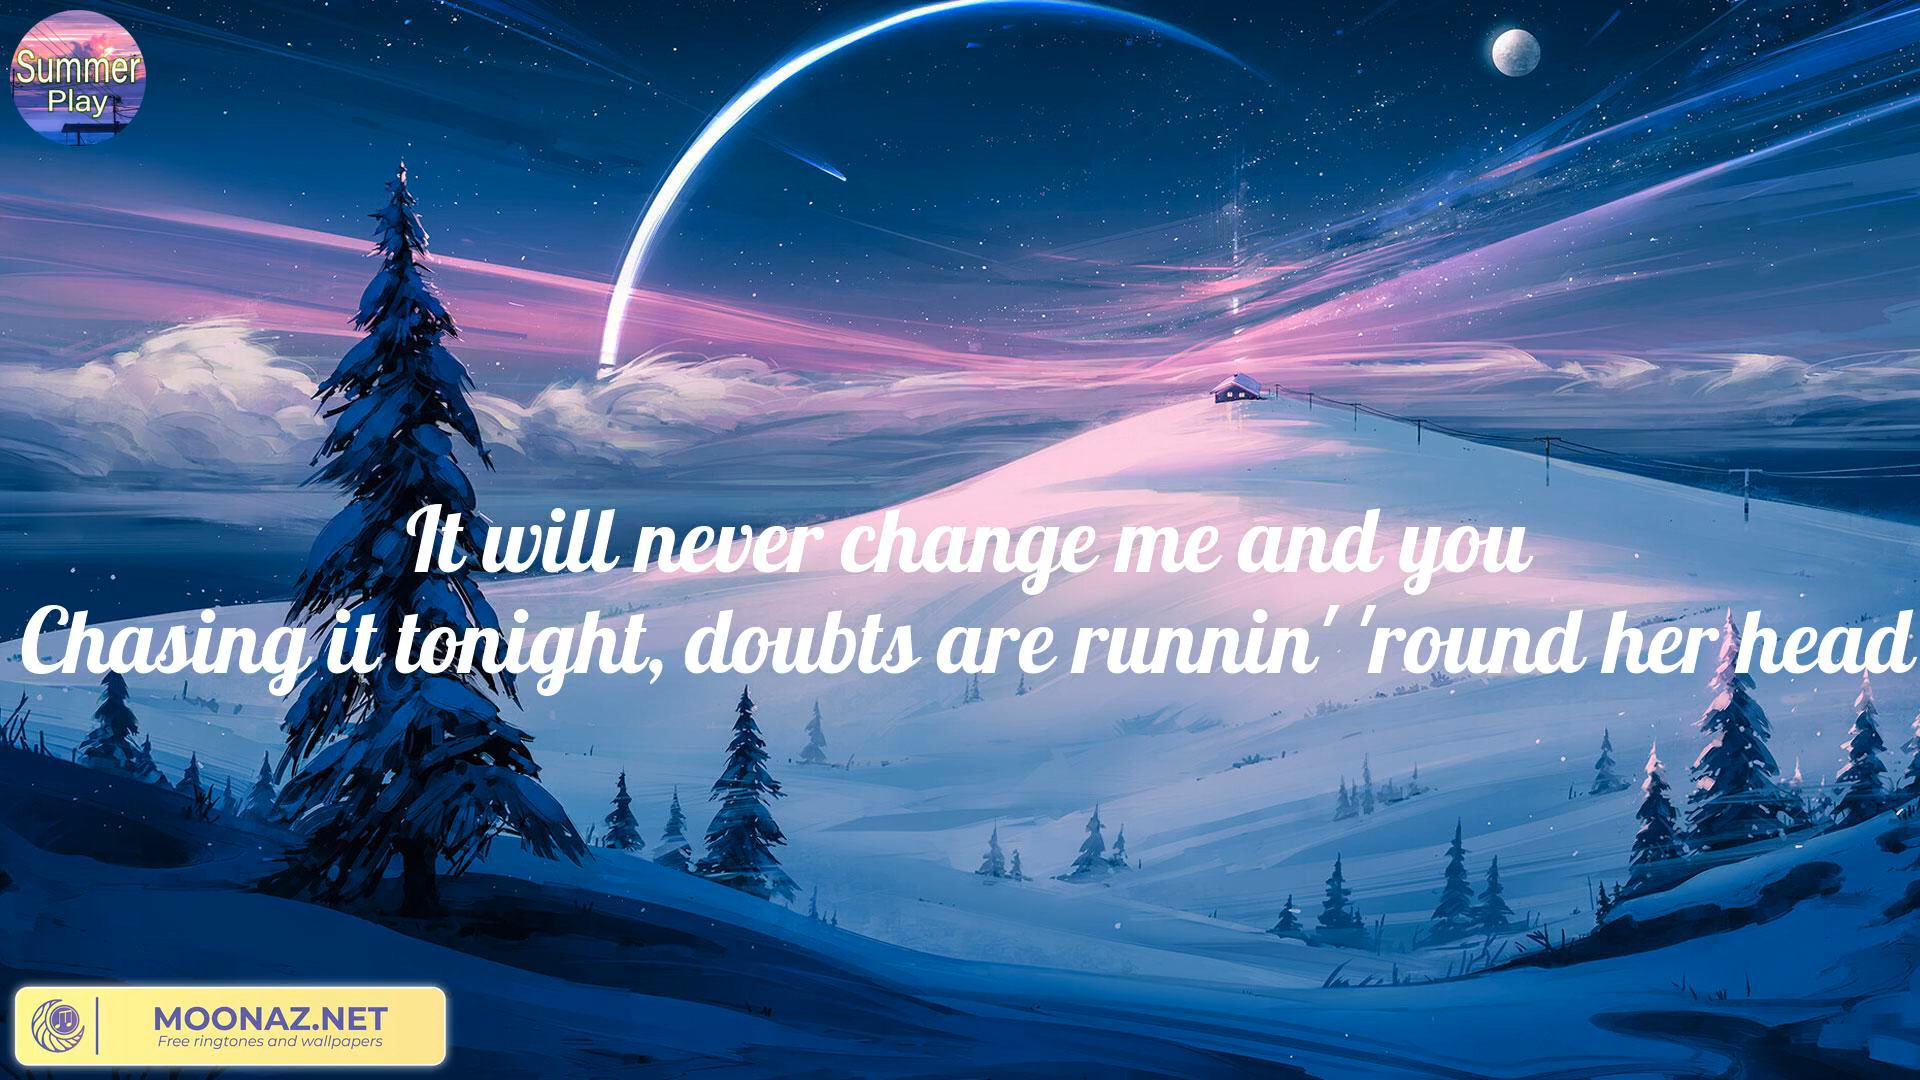 Summer
Play
It will never change me and you
Chasing it tonight, doubts are runnin' 'round her head
MOONAZ.NET
Free ringtones and wallpapers